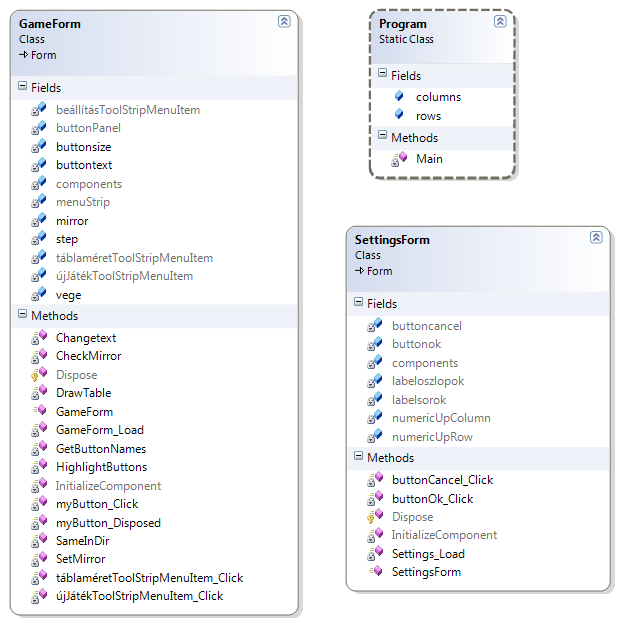 GameForm
Class
Form
Fields
beállításToolStripMenuItem
buttonPanel
buttonsize
buttontext
components
menuStrip
mirror
step
táblaméretToolStripMenuItem
újJátékToolStripMenuItem
vege
Methods
Changetext
CheckMirror
Dispose
DrawTable
GameForm
GameForm_Load
GetButtonNames
HighlightButtons
InitializeComponent
myButton_Click
myButton_Disposed
SameInDir
SetMirror
táblaméretToolStripMenuItem_Click
újJátékToolStripMenuItem_Click
Program
Static Class
Fields
columns
rows
Methods
Main
SettingsForm
Class
Form
Fields
buttoncancel
buttonok
components
labeloszlopok
labelsorok
numericUpColumn
numericUpRow
Methods
buttonCancel_Click
buttonOk_Click
Dispose
InitializeComponent
Settings_Load
SettingsForm